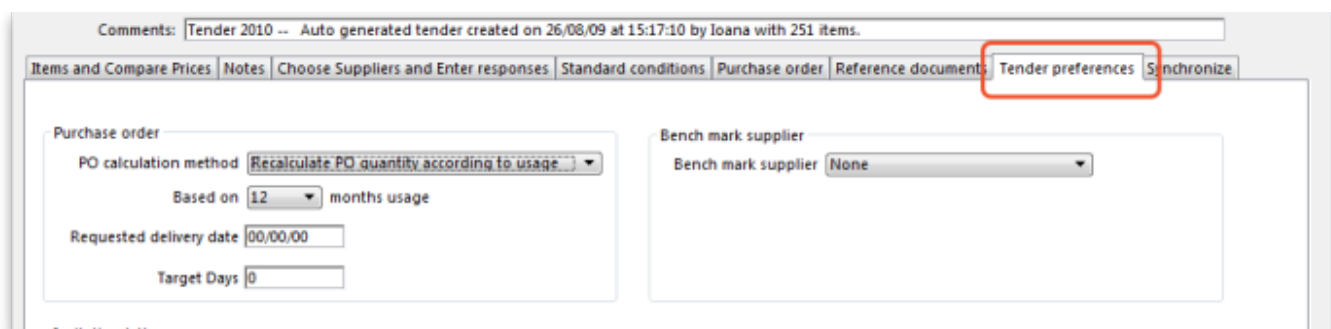 Comments: Tender 2010 -- Auto generated tender created on 26/08/09 at 15:17:10 by Ioana with 251 items.
Items and Compare Prices Notes Choose Suppliers and Enter responses Standard conditions Purchase order Reference documents Tender preferences Synchronize
Purchase order
PO calculation method Recalculate PO quantity according to usage
Based on 12 months usage
Requested delivery date 00/00/00
Target Days 0
Bench mark supplier
Bench mark supplier None